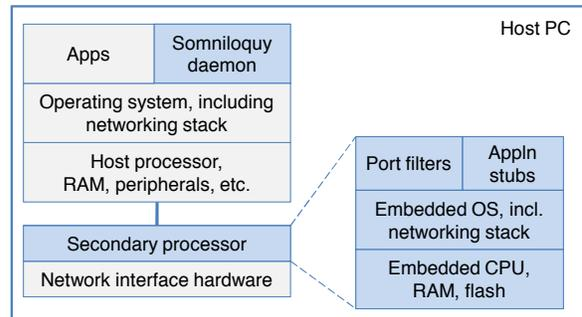 Host PC
Apps
Somniloquy
daemon
Operating system, including
networking stack
Host processor,
RAM, peripherals, etc.
Secondary processor
Network interface hardware
Port filters
Appln
stubs
Embedded OS, incl.
networking stack
Embedded CPU,
RAM, flash